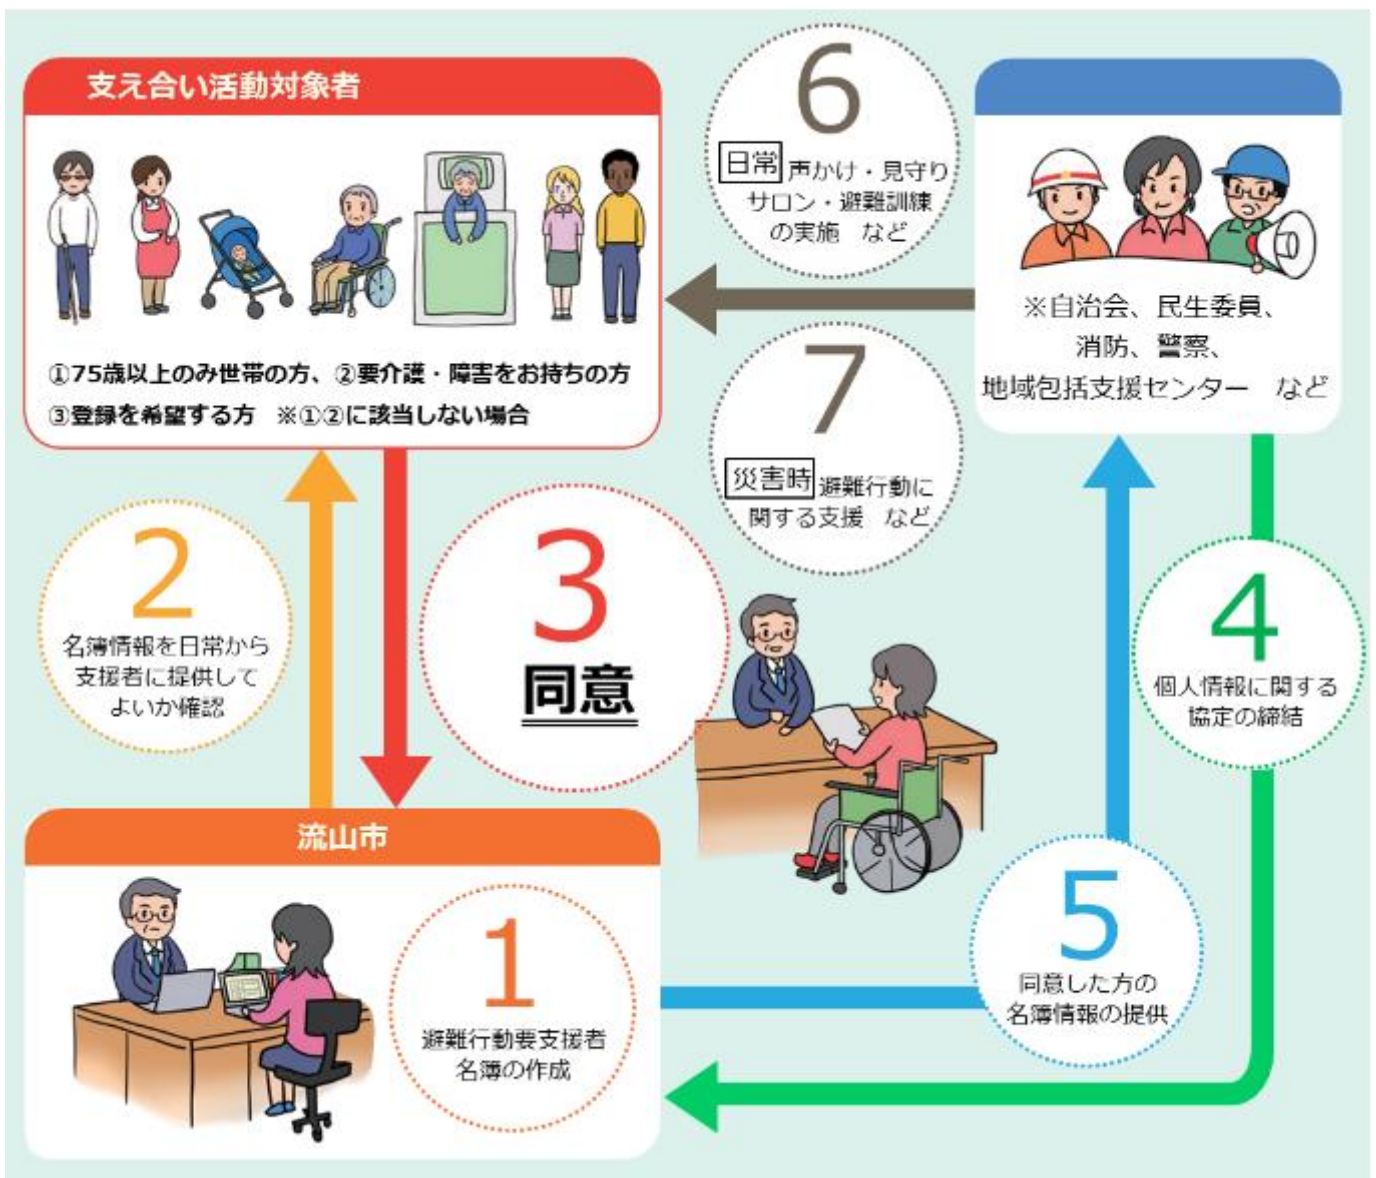 支え合い活動対象者
①75歳以上のみ世帯の方、②要介護・障害をお持ちの方
③登録を希望する方　※①②に該当しない場合
6
日常 声かけ・見守り
サロン・避難訓練
の実施　など
7
災害時 避難行動に
関する支援　など
※自治会、民生委員、
消防、警察、
地域包括支援センター　など
2
名簿情報を日常から
支援者に提供して
よいか確認
3
同意
4
個人情報に関する
協定の締結
流山市
1
避難行動要支援者
名簿の作成
5
同意した方の
名簿情報の提供